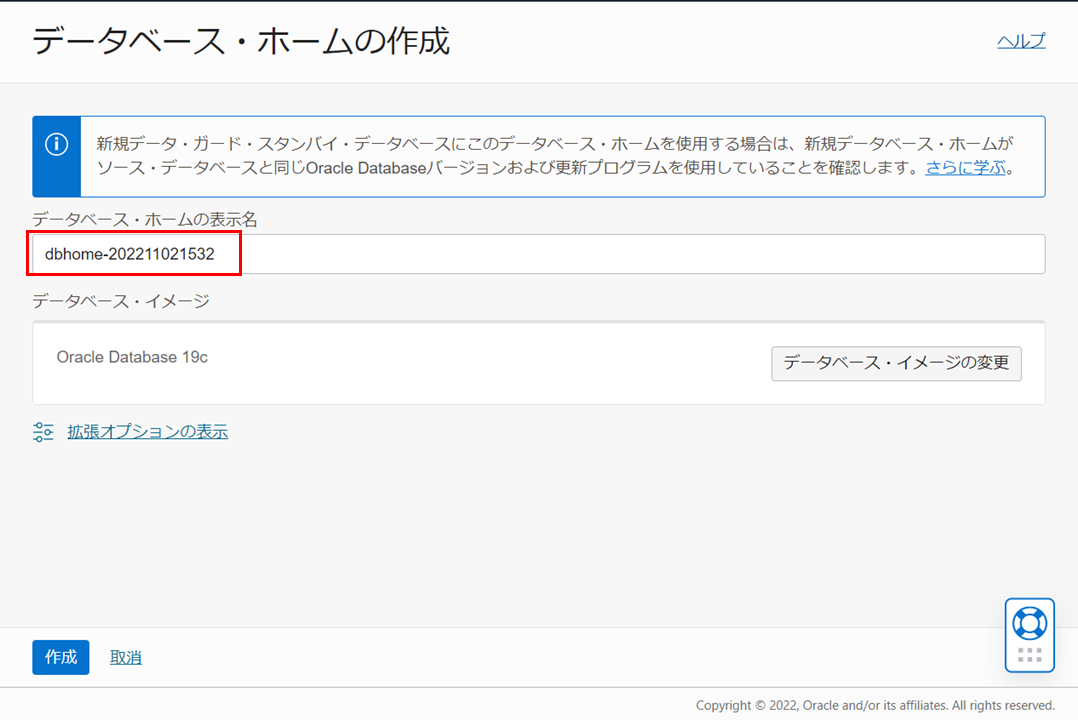 データベース・ホームの作成
ヘルプ
新規データ・ガード・スタンバイ・データベースにこのデータベース・ホームを使用する場合は、新規データベース・ホームが
ソース・データベースと同じOracle Databaseバージョンおよび更新プログラムを使用していることを確認します。さらに学ぶ。
データベース・ホームの表示名
dbhome-202211021532
データベース・イメージ
Oracle Database 19c
データベース・イメージの変更
拡張オプションの表示
作成
取消
Copyright © 2022, Oracle and/or its affiliates. All rights reserved.